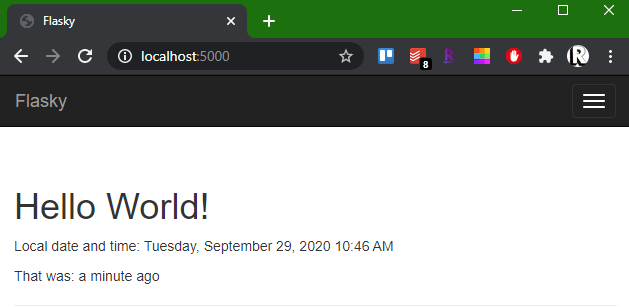 Flasky
localhost:5000
8
Flasky
Hello World!
Local date and time: Tuesday, September 29, 2020 10:46 AM
That was: a minute ago